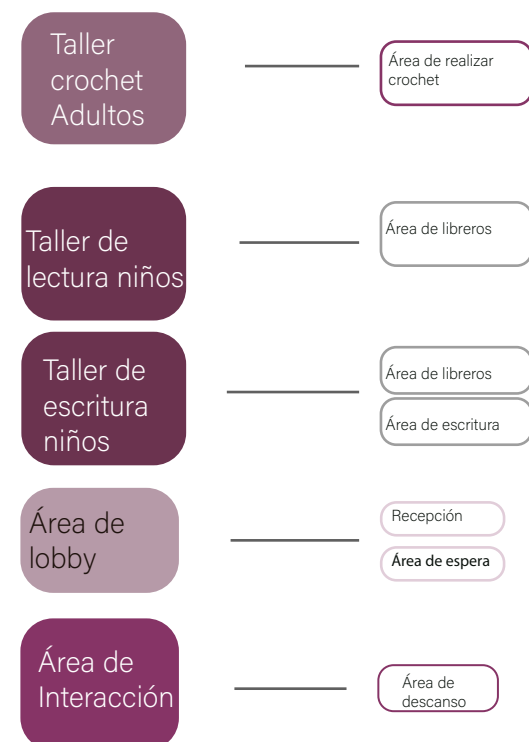 Taller
crochet
Adultos
Área de realizar
crochet
Taller de
lectura niños
Área de libreros
Taller de
escritura
niños
Área de libreros
Área de escritura
Área de
lobby
Recepción
Área de espera
Área de
Interacción
Área de
descanso